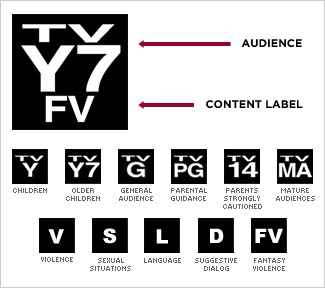 TV
Y7
FV
AUDIENCE
CONTENT LABEL
TV
Y
TV
Y7
TV
G
TV
PG
TV
14
TV
MA
CHILDREN
OLDER
CHILDREN
GENERAL
AUDIENCE
PARENTAL
GUIDANCE
PARENTS
STRONGLY
CAUTIONED
MATURE
AUDIENCES
V
S
L
D
FV
VIOLENCE
SEXUAL
SITUATIONS
LANGUAGE
SUGGESTIVE
DIALOG
FANTASY
VIOLENCE